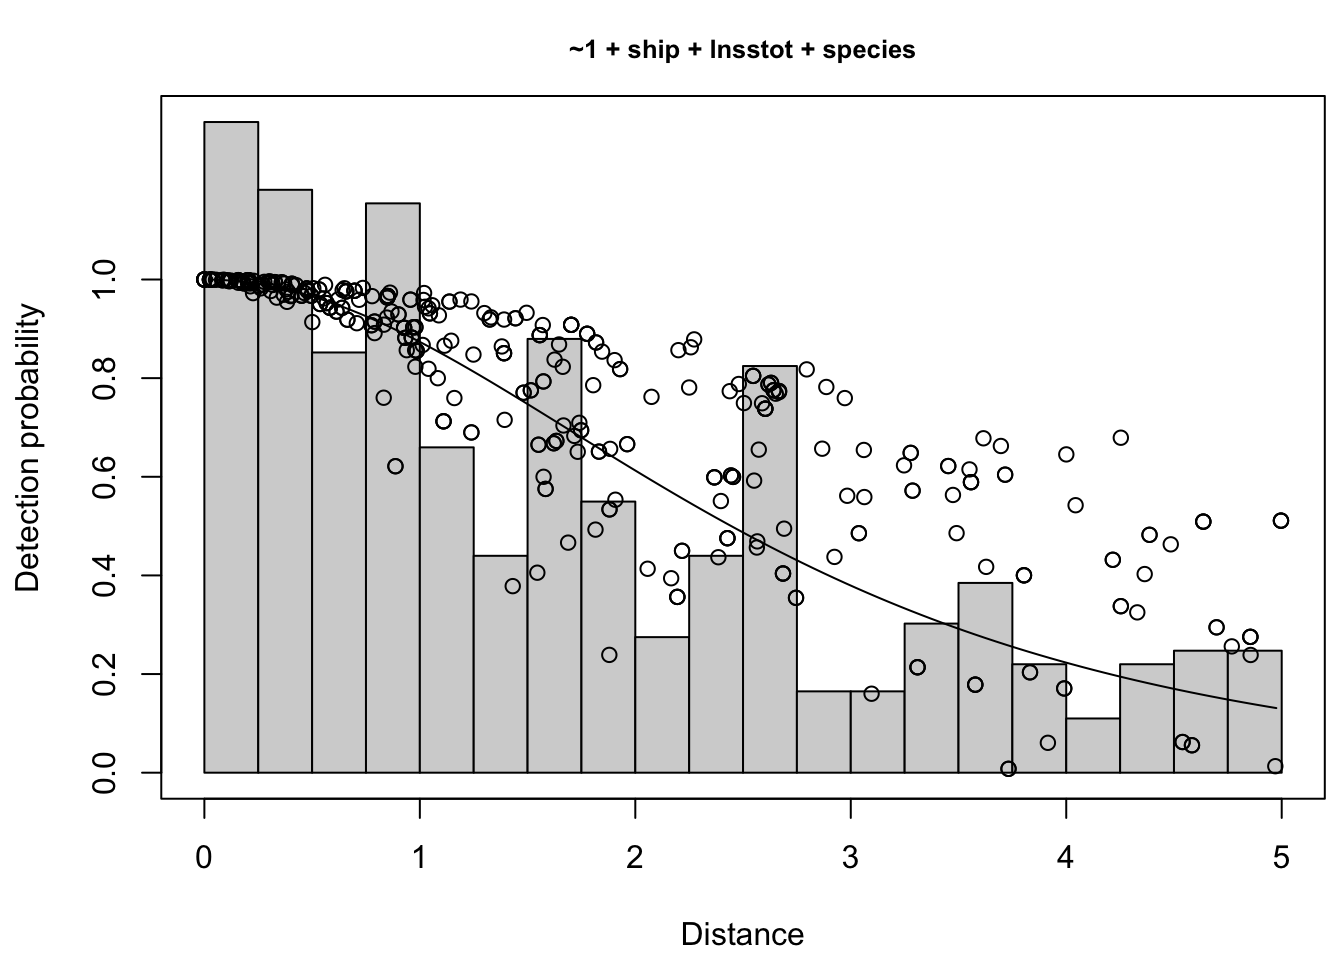 ~1 + ship + lnsstot + species
Detection probability
1.0
0.8
0.6
0.4
0.2
0.0
0 1 2 3 4 5
Distance